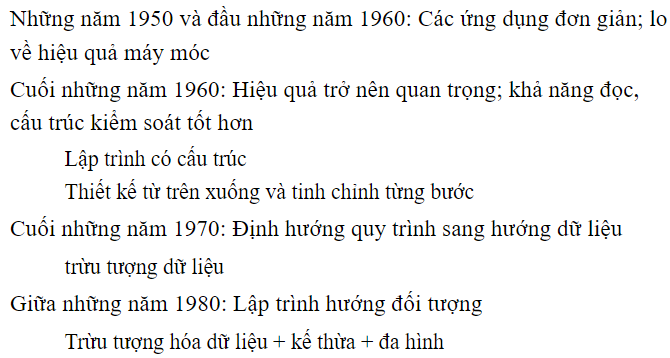 Những năm 1950 và đầu những năm 1960: Các ứng dụng đơn giản; lo
về hiệu quả máy móc
Cuối những năm 1960: Hiệu quả trở nên quan trọng; khả năng đọc,
cấu trúc kiểm soát tốt hơn
Lập trình có cấu trúc
Thiết kế từ trên xuống và tinh chinh từng bước
Cuối những năm 1970: Định hướng quy trình sang hướng dữ liệu
trừu tượng dữ liệu
Giữa những năm 1980: Lập trình hướng đối tượng
Trừu tượng hóa dữ liệu + kế thừa + đa hình